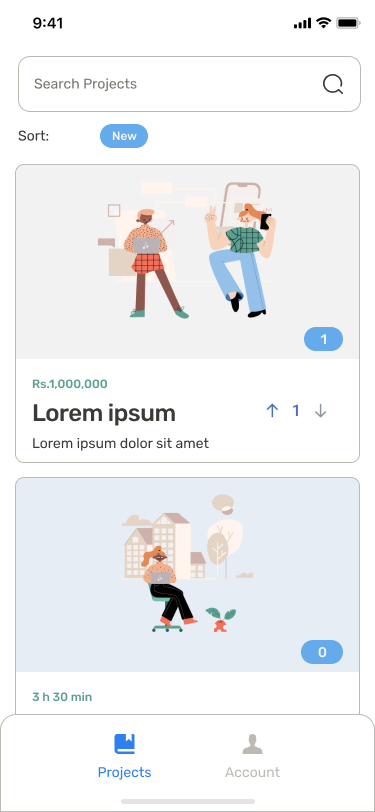 9:41
Search Projects
Sort:
New
1
Rs.1,000,000
Lorem ipsum
1
Lorem ipsum dolor sit amet
0
3 h 30 min
Projects
Account